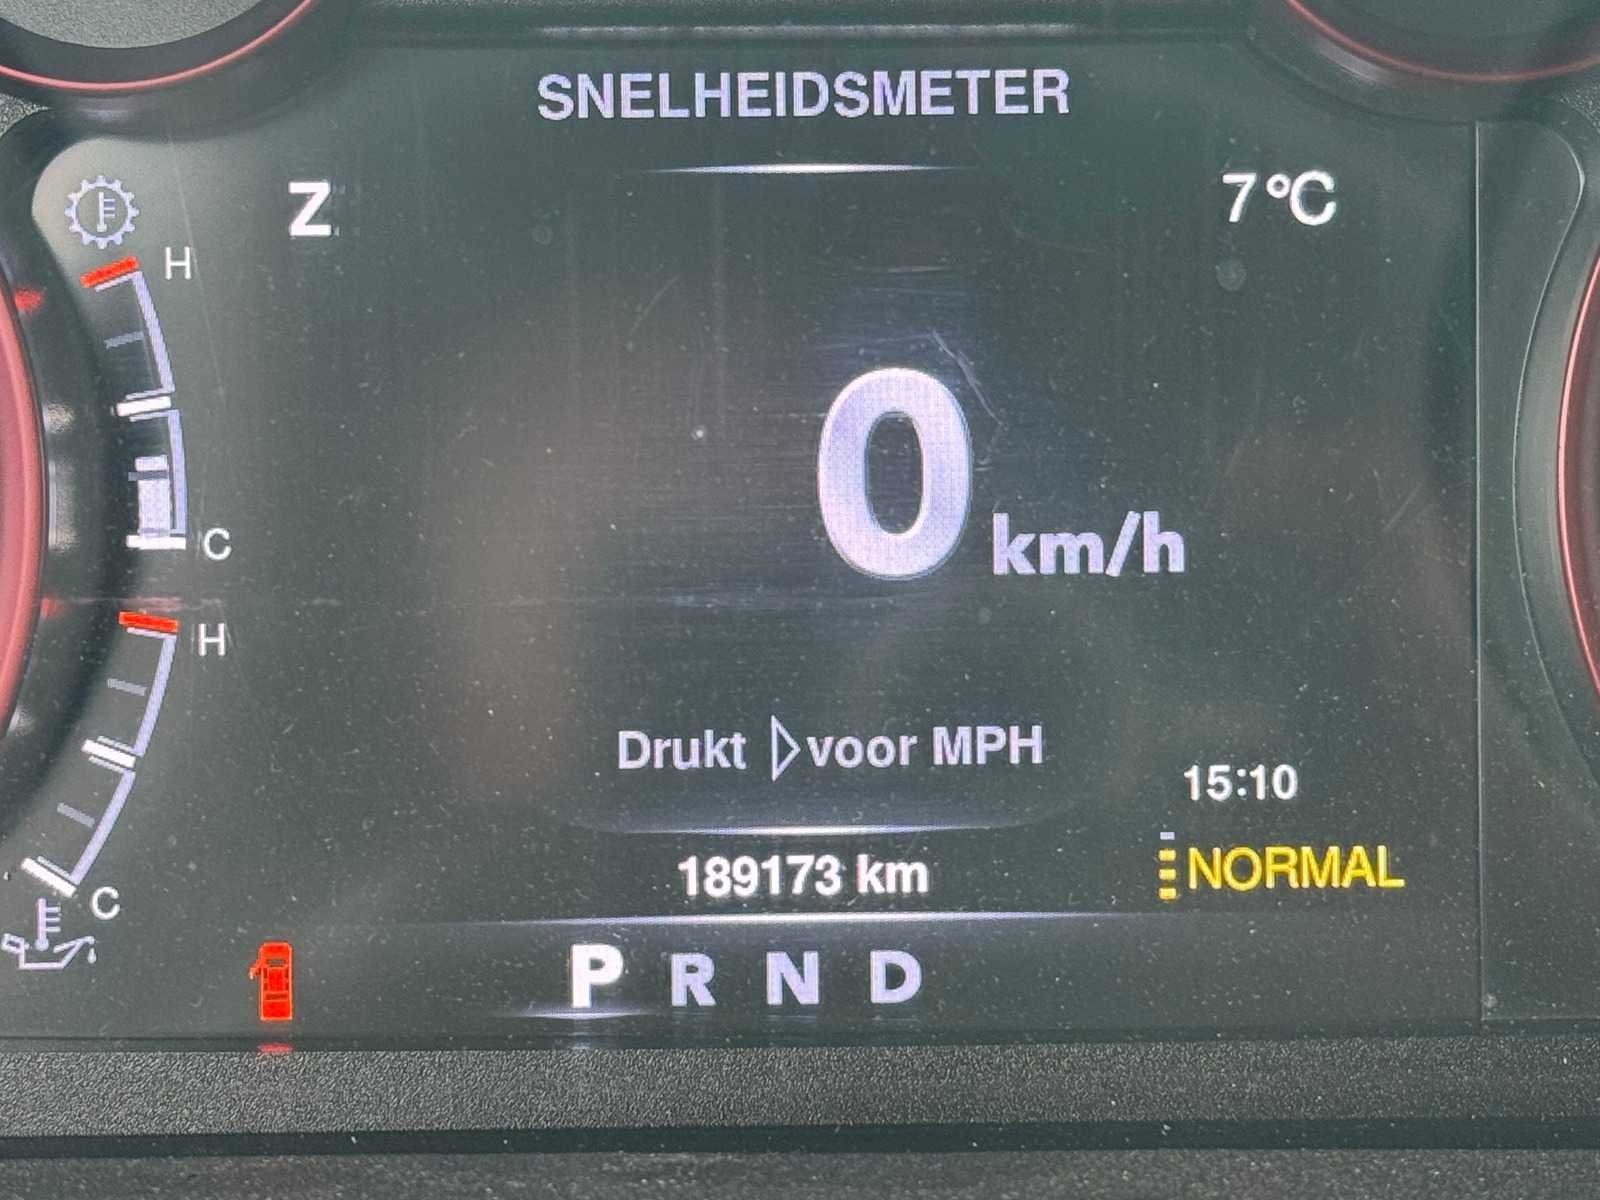 SNELHEIDSMETER
Z
7°C
H
C
0 km/h
H
Drukt ▷ voor MPH
15:10
NORMAL
189173 km
C
P R N D